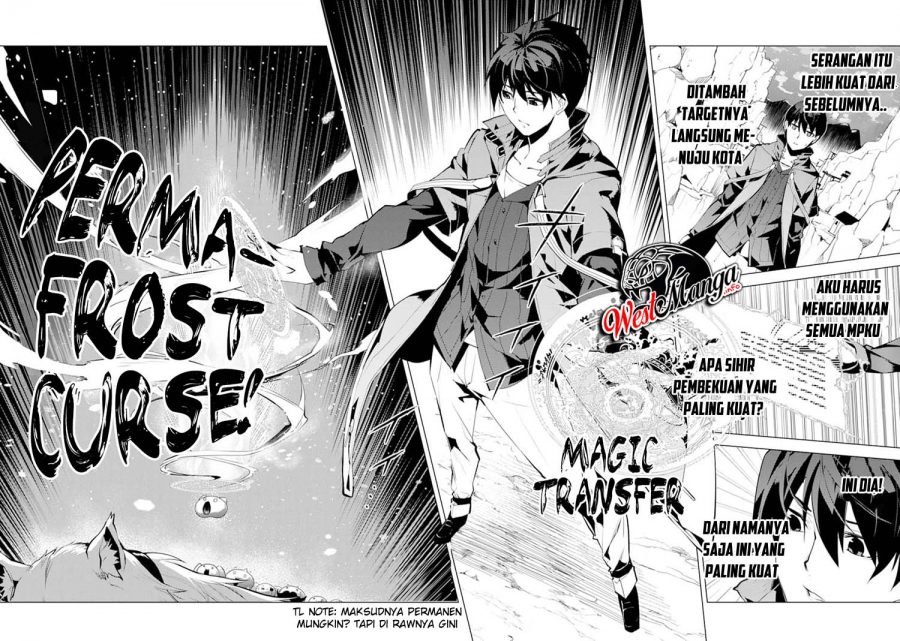 SERANGAN ITU
LEBIH KUAT DARI
SEBELUMNYA..
DITAMBAH
TARGETNYA
LANGSUNG ME-
NUJU KOTA
AKU HARUS
MENGGUNAKAN
SEMUA MPKU
APA SIHIR
PEMBEKUAN YANG
PALING KUAT?
INI DIA!
DARI NAMANYA
SAJA INI YANG
PALING KUAT
WestManga
.info
MAGIC
TRANSFER
PERMA-
FROST
CURSE!
TL NOTE: MAKSUDNYA PERMANEN
MUNGKIN? TAPI DI RAWNYA GINI